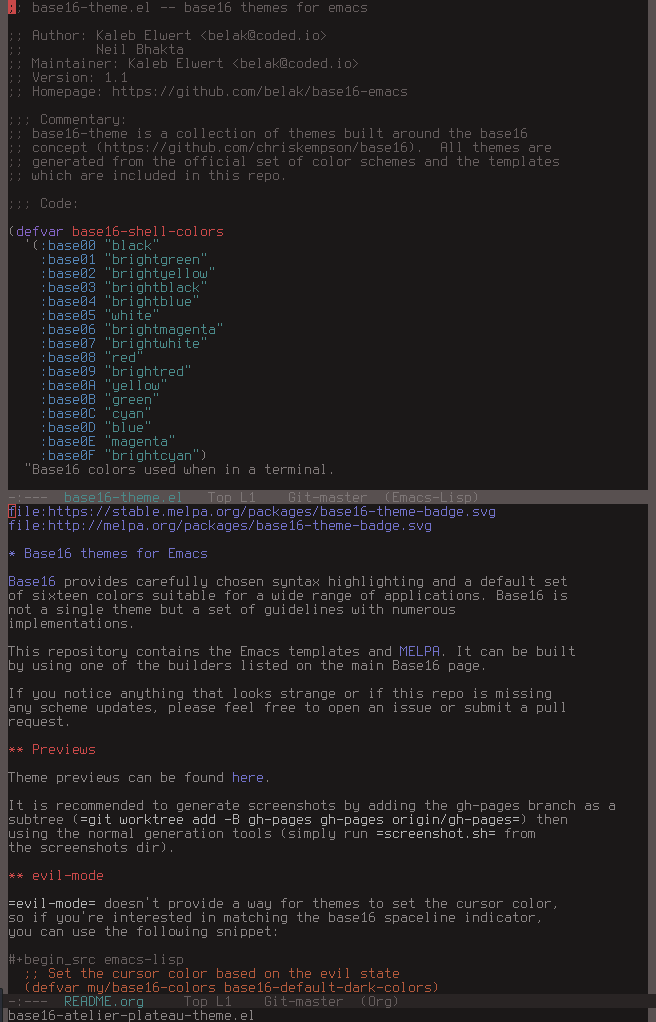 ;; base16-theme.el -- base16 themes for emacs
;; Author: Kaleb Elwert <belak@coded.io>
;;         Neil Bhakta
;; Maintainer: Kaleb Elwert <belak@coded.io>
;; Version: 1.1
;; Homepage: https://github.com/belak/base16-emacs
;;; Commentary:
;; base16-theme is a collection of themes built around the base16
;; concept (https://github.com/chriskempson/base16).  All themes are
;; generated from the official set of color schemes and the templates
;; which are included in this repo.
;;; Code:
(defvar base16-shell-colors
  '(:base00 "black"
    :base01 "brightgreen"
    :base02 "brightyellow"
    :base03 "brightblack"
    :base04 "brightblue"
    :base05 "white"
    :base06 "brightmagenta"
    :base07 "brightwhite"
    :base08 "red"
    :base09 "brightred"
    :base0A "yellow"
    :base0B "green"
    :base0C "cyan"
    :base0D "blue"
    :base0E "magenta"
    :base0F "brightcyan")
  "Base16 colors used when in a terminal.
-:---  base16-theme.el   Top L1    Git-master  (Emacs-Lisp)
file:https://stable.melpa.org/packages/base16-theme-badge.svg
file:http://melpa.org/packages/base16-theme-badge.svg
* Base16 themes for Emacs
Base16 provides carefully chosen syntax highlighting and a default set
of sixteen colors suitable for a wide range of applications. Base16 is
not a single theme but a set of guidelines with numerous
implementations.
This repository contains the Emacs templates and MELPA. It can be built
by using one of the builders listed on the main Base16 page.
If you notice anything that looks strange or if this repo is missing
any scheme updates, please feel free to open an issue or submit a pull
request.
** Previews
Theme previews can be found here.
It is recommended to generate screenshots by adding the gh-pages branch as a
subtree (=git worktree add -B gh-pages gh-pages origin/gh-pages=) then
using the normal generation tools (simply run =screenshot.sh= from
the screenshots dir).
** evil-mode
=evil-mode= doesn't provide a way for themes to set the cursor color,
so if you're interested in matching the base16 spaceline indicator,
you can use the following snippet:
#+begin_src emacs-lisp
  ;; Set the cursor color based on the evil state
  (defvar my/base16-colors base16-default-dark-colors)
-:---  README.org     Top L1    Git-master  (Org)
base16-atelier-plateau-theme.el